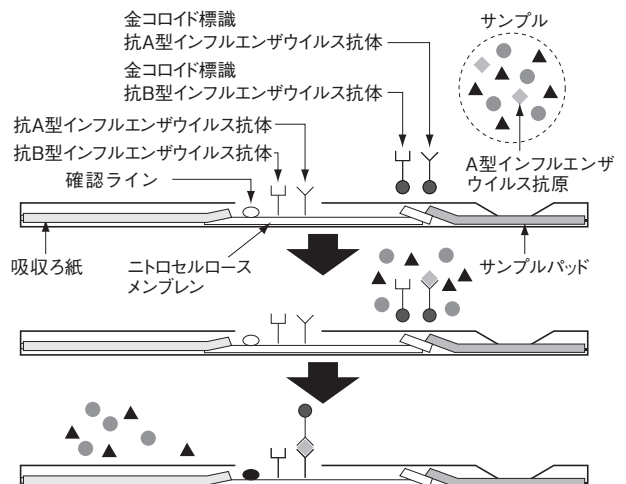 金コロイド標識
抗A型インフルエンザウイルス抗体
金コロイド標識
抗B型インフルエンザウイルス抗体
サンプル
抗A型インフルエンザウイルス抗体
抗B型インフルエンザウイルス抗体
確認ライン
A型インフルエンザ
ウイルス抗原
吸収ろ紙
ニトロセルロース
メンブレン
サンプルパッド